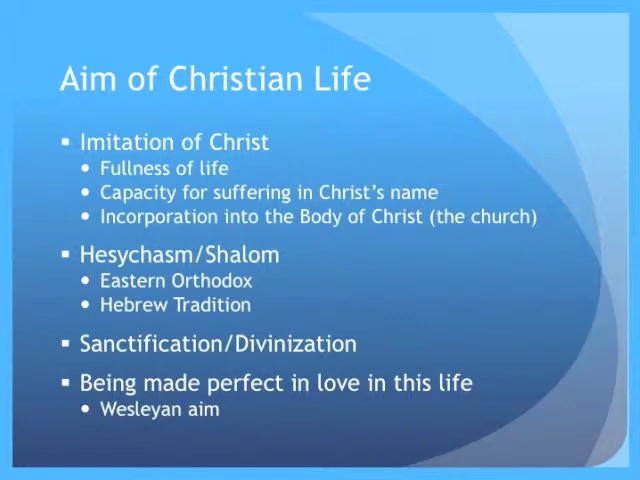 Aim of Christian Life
Imitation of Christ
Fullness of life
Capacity for suffering in Christ's name
Incorporation into the Body of Christ (the church)
Hesychasm/Shalom
Eastern Orthodox
Hebrew Tradition
Sanctification/Divinization
Being made perfect in love in this life
Wesleyan aim